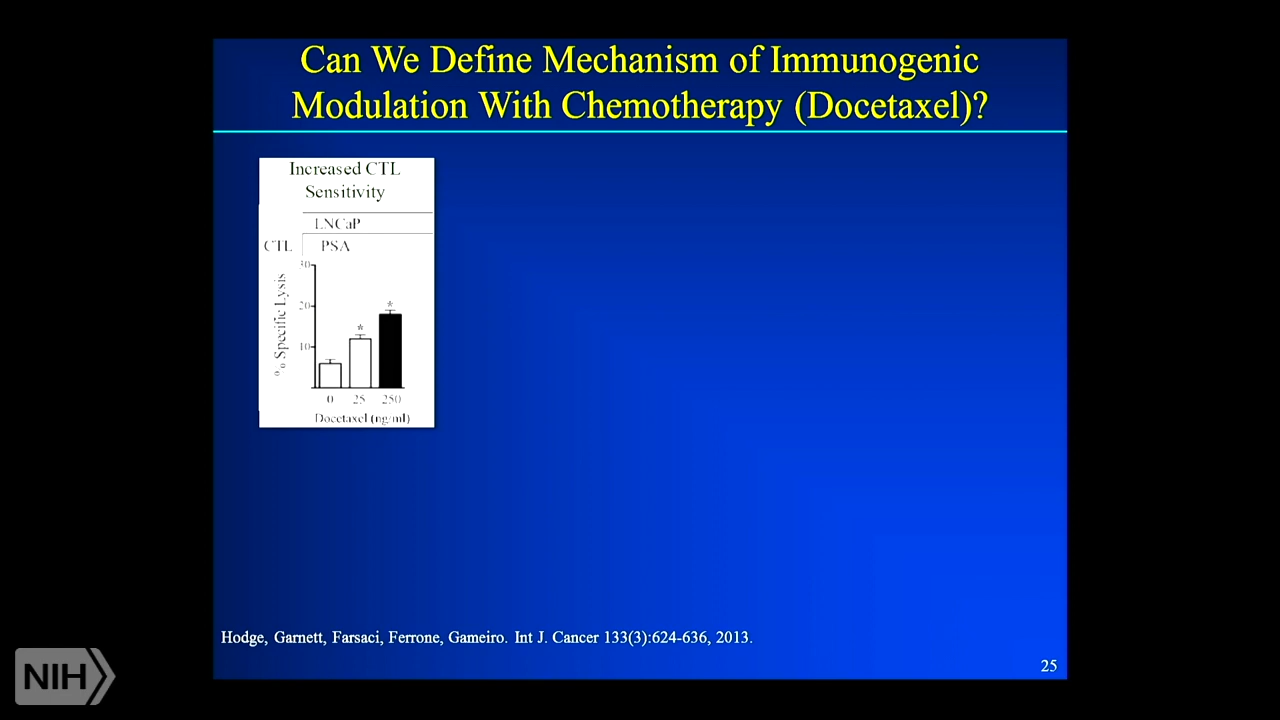 Can We Define Mechanism of Immunogenic
Modulation With Chemotherapy (Docetaxel)?
Increased CTL
Sensitivity
LNCaP
CTL PSA
% Specific Lysis
30
20
10
*
*
0 25 250
Docetaxel (ng/ml)
Hodge, Garnett, Farsaci, Ferrone, Gameiro. Int J. Cancer 133(3):624-636, 2013.
25
NIH